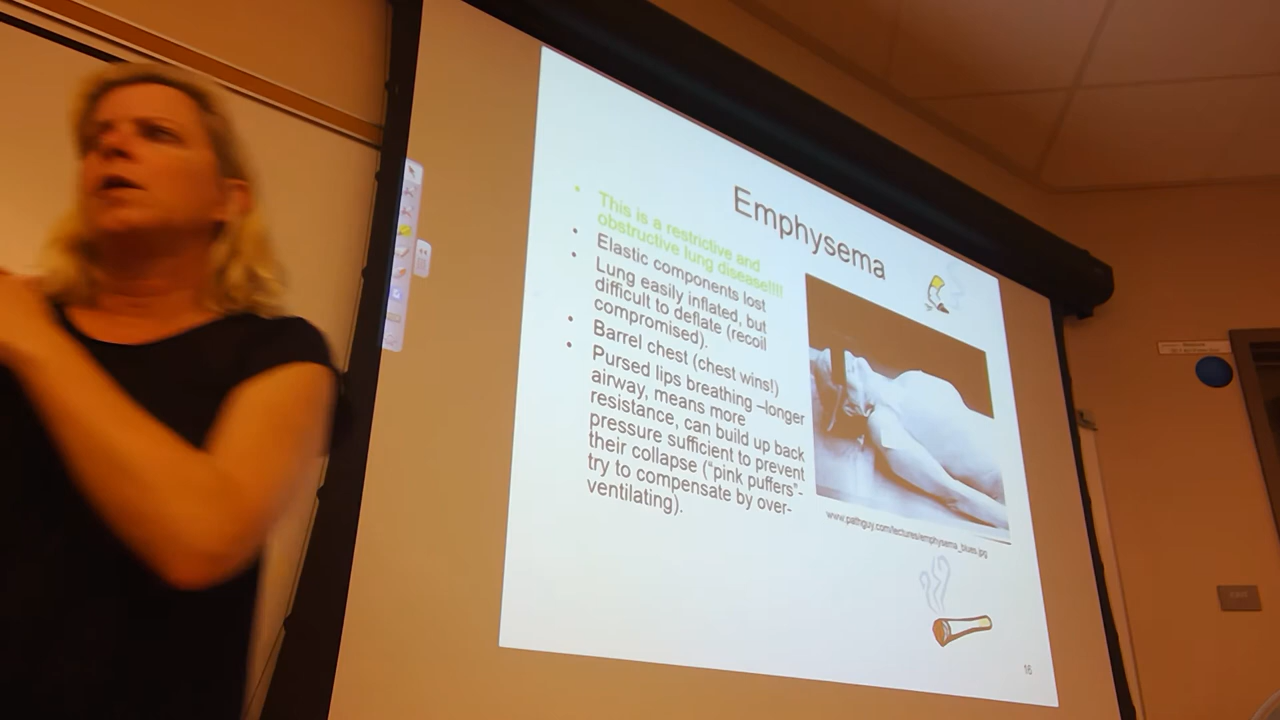 Emphysema
• This is a restrictive and
obstructive lung disease!!!!
• Elastic components lost
• Lung easily inflated, but
difficult to deflate (recoil
compromised).
• Barrel chest (chest wins!)
• Pursed lips breathing –longer
airway, means more
resistance, can build up back
pressure sufficient to prevent
their collapse (“pink puffers”-
try to compensate by over-
ventilating).
www.pathguy.com/lectures/emphysema_blues.jpg
16